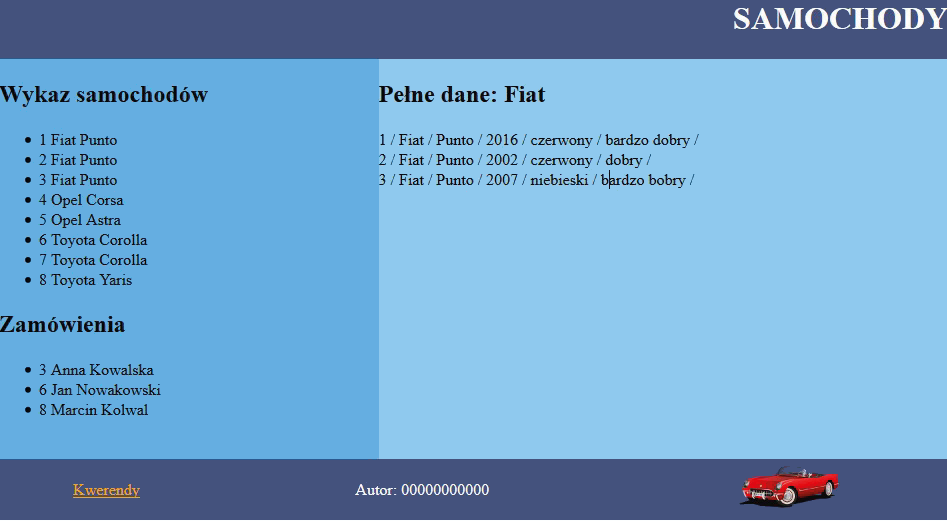 SAMOCHODY
Wykaz samochodów
1 Fiat Punto
2 Fiat Punto
3 Fiat Punto
4 Opel Corsa
5 Opel Astra
6 Toyota Corolla
7 Toyota Corolla
8 Toyota Yaris
Zamówienia
3 Anna Kowalska
6 Jan Nowakowski
8 Marcin Kolwal
Pełne dane: Fiat
1 / Fiat / Punto / 2016 / czerwony / bardzo dobry /
2 / Fiat / Punto / 2002 / czerwony / dobry /
3 / Fiat / Punto / 2007 / niebieski / bardzo bobry /
Kwerendy
Autor: 00000000000